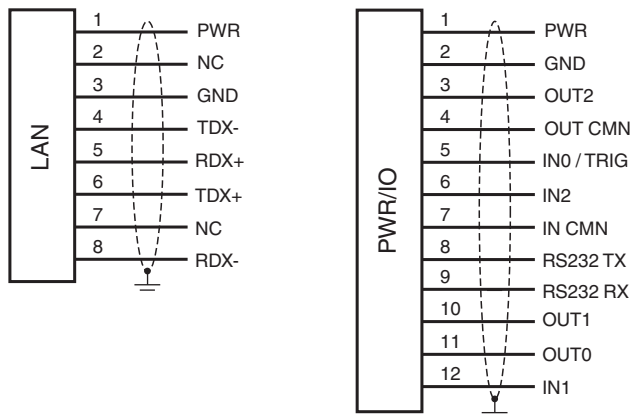 LAN
1 PWR
2 NC
3 GND
4 TDX-
5 RDX+
6 TDX+
7 NC
8 RDX-
PWR/IO
1 PWR
2 GND
3 OUT2
4 OUT CMN
5 IN0 / TRIG
6 IN2
7 IN CMN
8 RS232 TX
9 RS232 RX
10 OUT1
11 OUT0
12 IN1